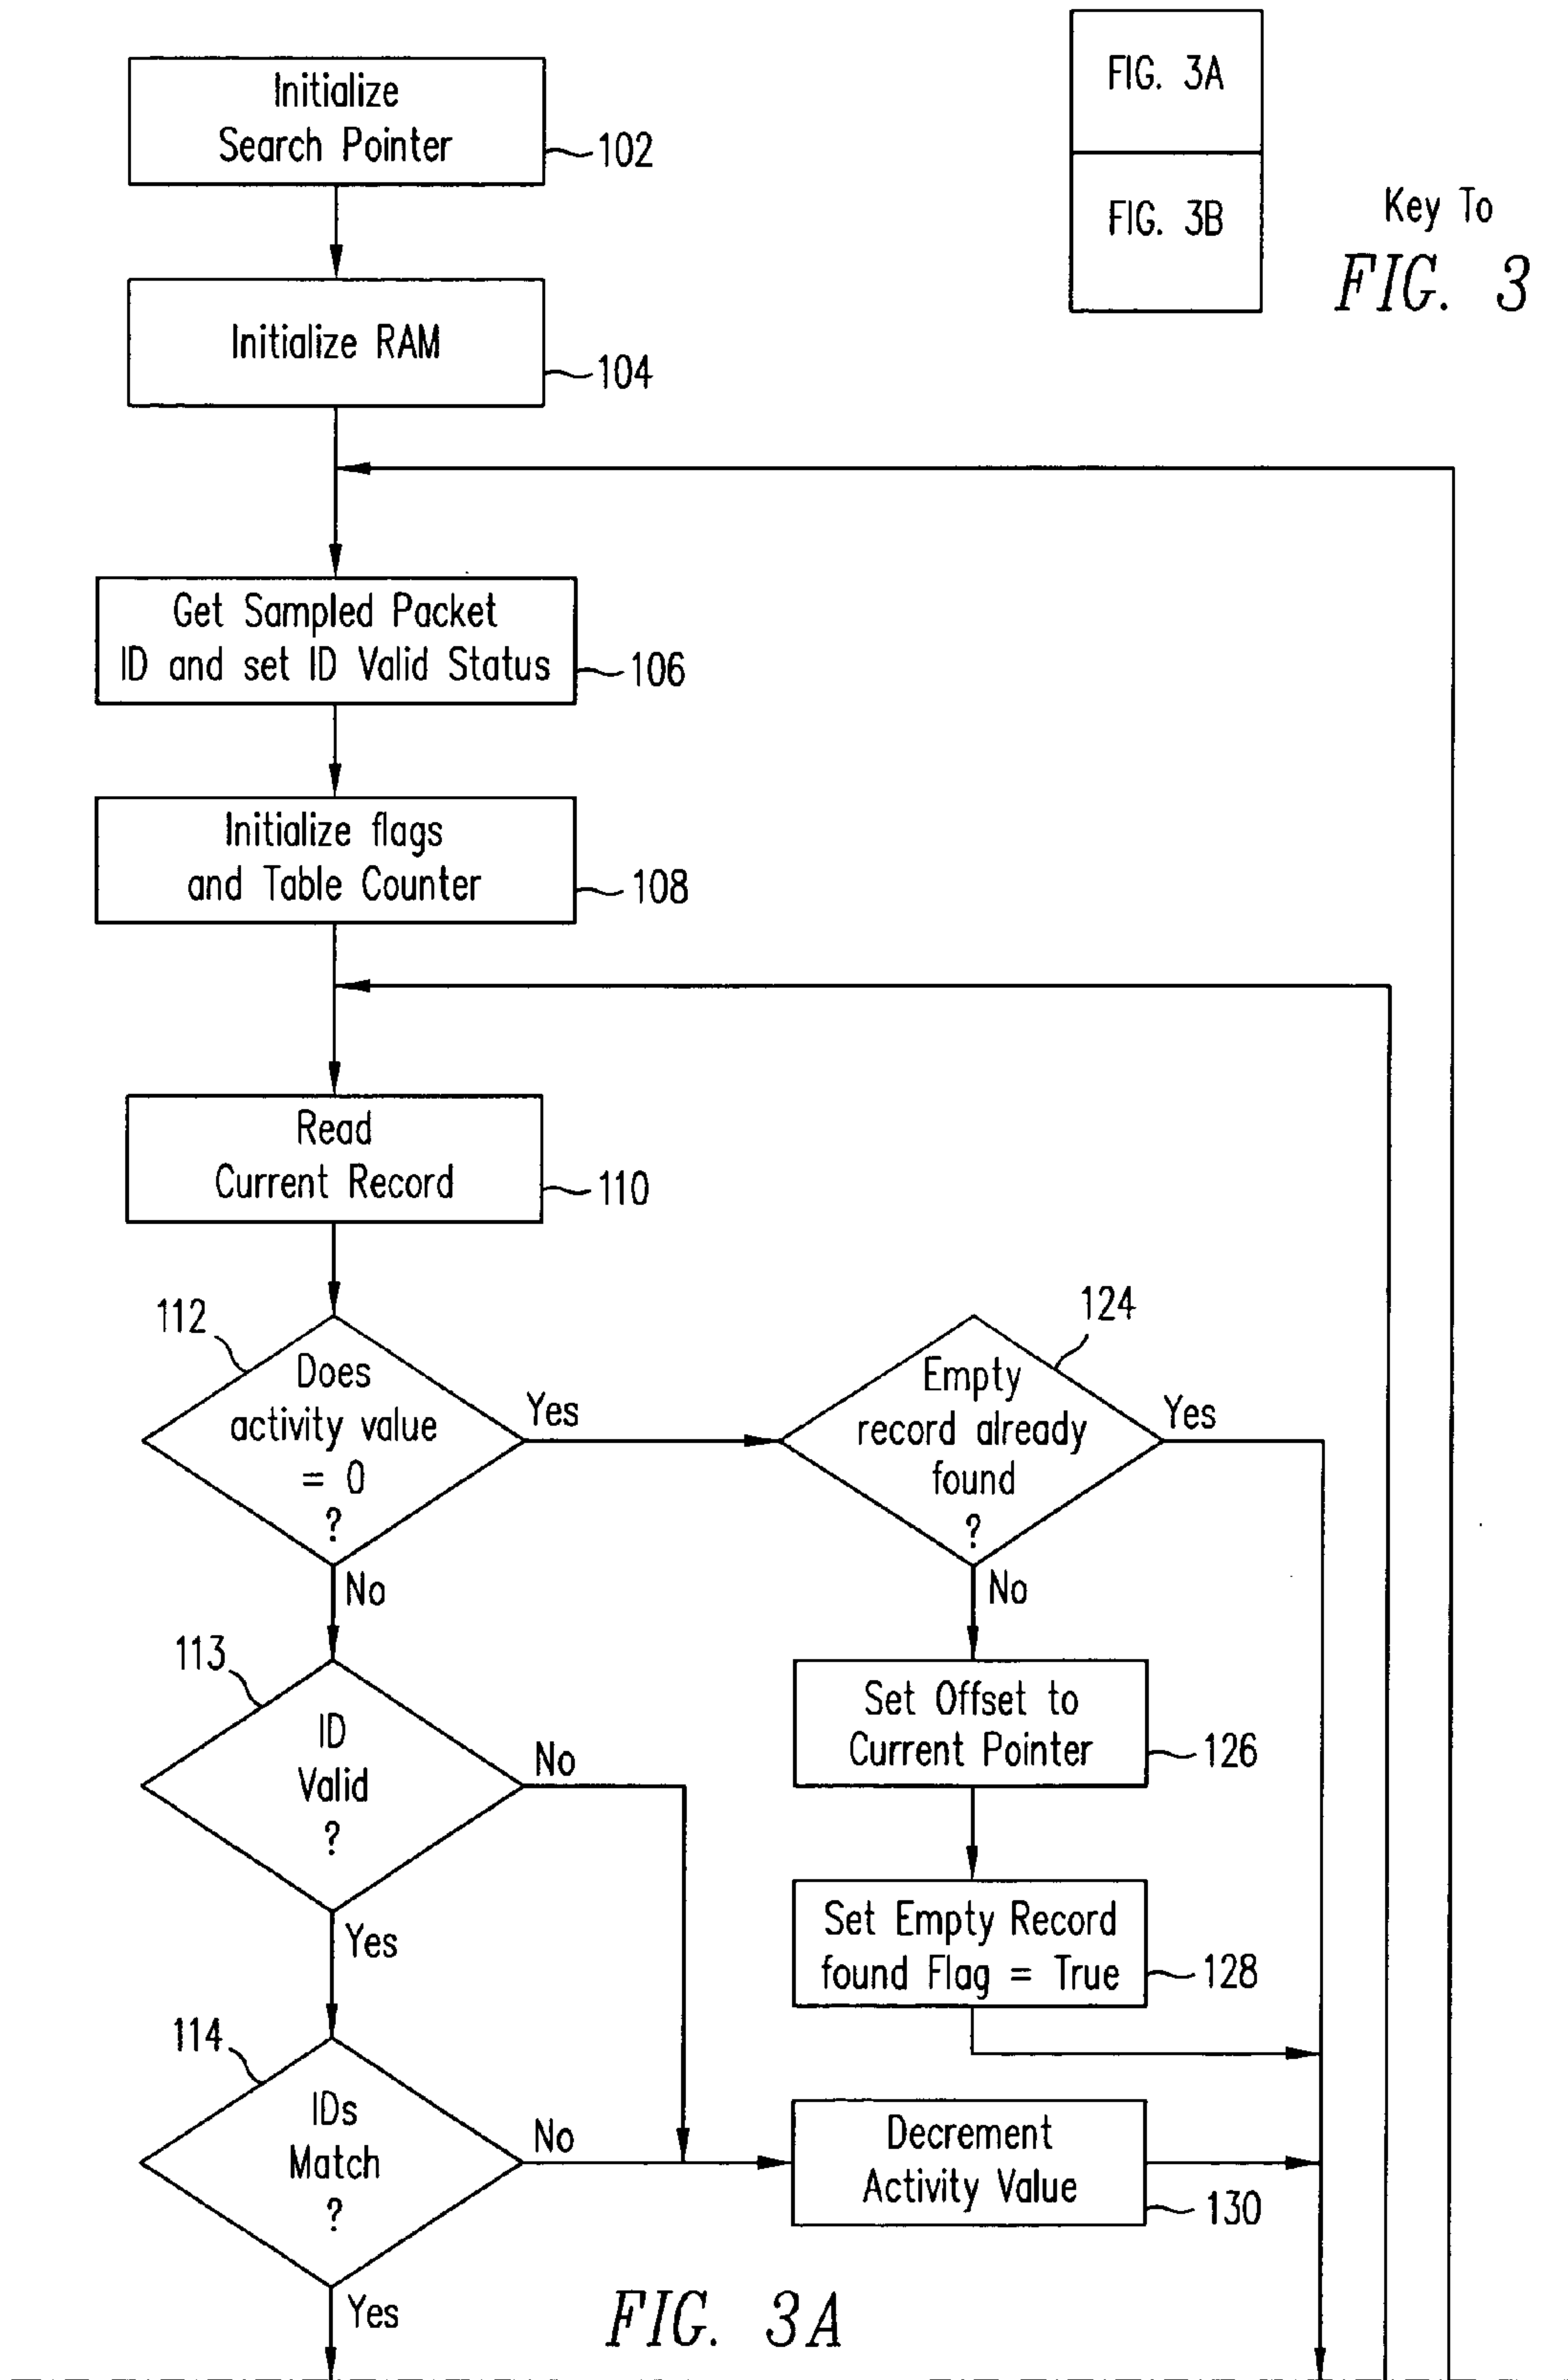 Initialize
Search Pointer
102
FIG. 3A
FIG. 3B
Key To
FIG. 3
Initialize RAM
104
Get Sampled Packet
ID and set ID Valid Status
106
Initialize flags
and Table Counter
108
Read
Current Record
110
112
Does
activity value
= 0
?
Yes
No
124
Empty
record already
found
?
Yes
No
113
ID
Valid
?
No
Yes
Set Offset to
Current Pointer
126
Set Empty Record
found Flag = True
128
114
IDs
Match
?
No
Yes
Decrement
Activity Value
130
FIG. 3A